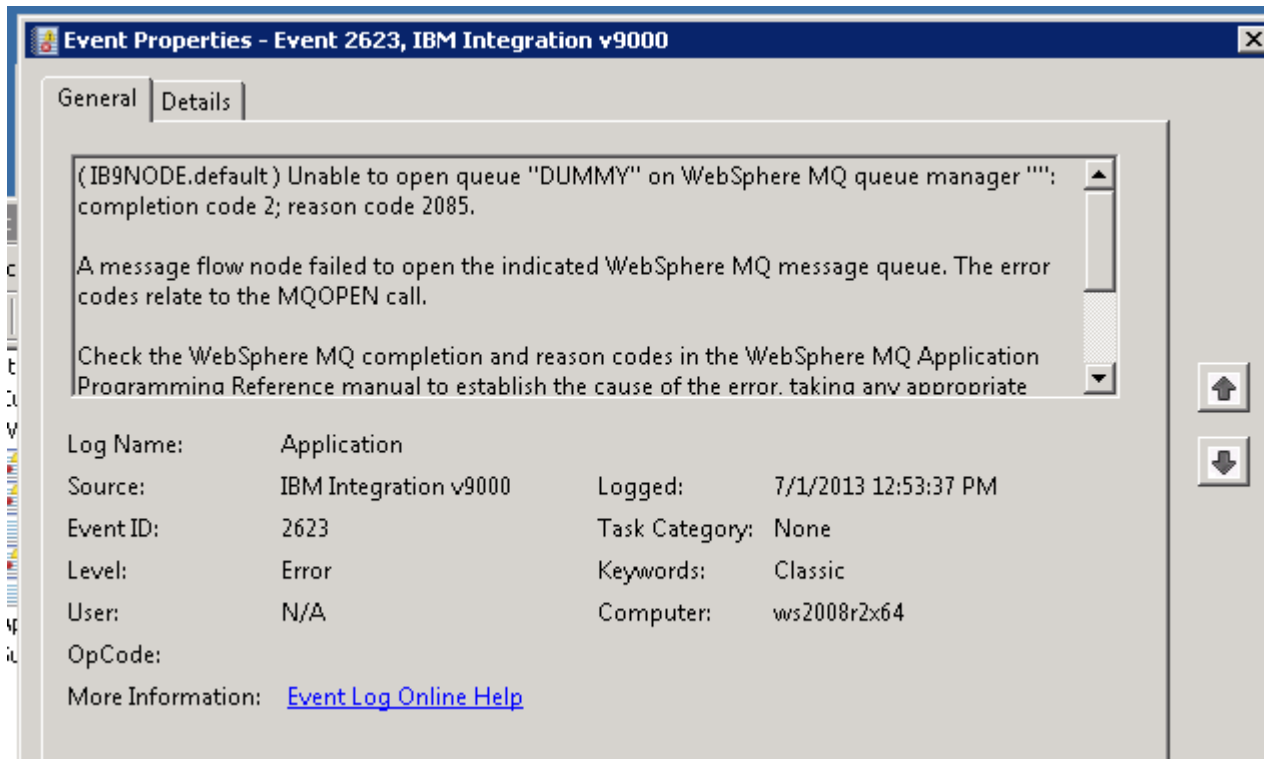 Event Properties - Event 2623, IBM Integration v9000
General
Details
( IB9NODE.default ) Unable to open queue "DUMMY" on WebSphere MQ queue manager "":
completion code 2; reason code 2085.
A message flow node failed to open the indicated WebSphere MQ message queue. The error
codes relate to the MQOPEN call.
Check the WebSphere MQ completion and reason codes in the WebSphere MQ Application
Programming Reference manual to establish the cause of the error, taking any appropriate
Log Name: Application
Source: IBM Integration v9000 Logged: 7/1/2013 12:53:37 PM
Event ID: 2623 Task Category: None
Level: Error Keywords: Classic
User: N/A Computer: ws2008r2x64
OpCode:
More Information: Event Log Online Help